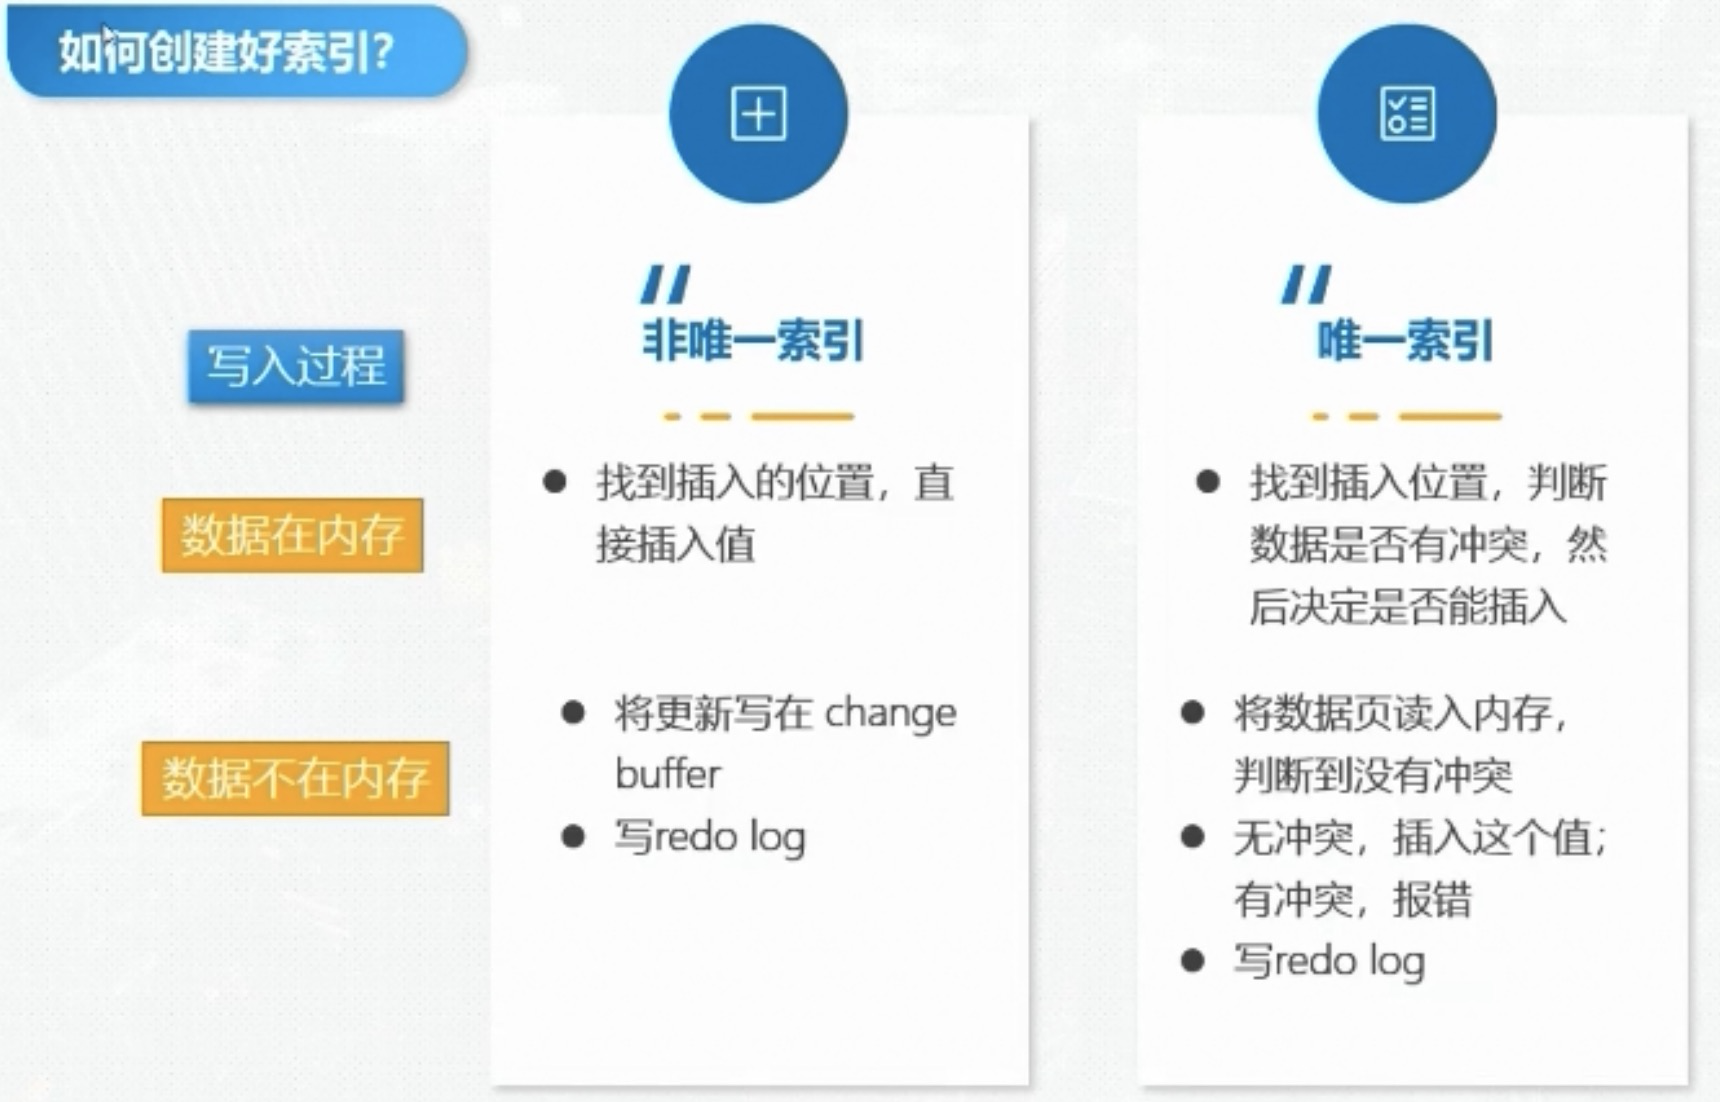 如何创建好索引?
非唯一索引
唯一索引
写入过程
数据在内存
找到插入的位置，直
接插入值
找到插入位置，判断
数据是否有冲突，然
后决定是否能插入
数据不在内存
将更新写在 change
buffer
写redo log
将数据页读入内存，
判断到没有冲突
无冲突，插入这个值；
有冲突，报错
写redo log